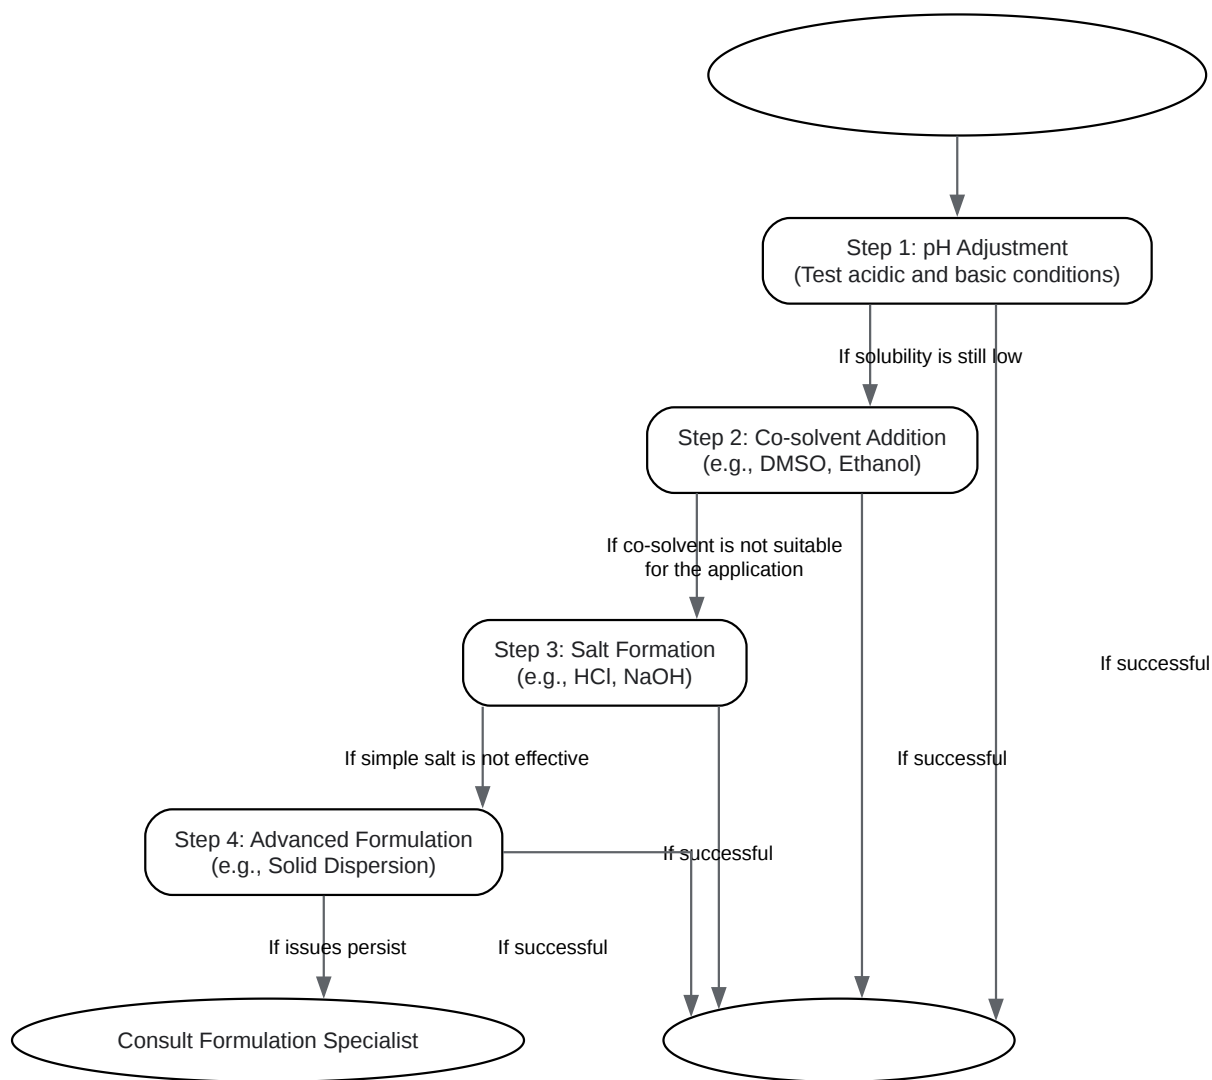 Step 1: pH Adjustment
(Test acidic and basic conditions)
If solubility is still low
Step 2: Co-solvent Addition
(e.g., DMSO, Ethanol)
If co-solvent is not suitable
for the application
Step 3: Salt Formation
(e.g., HCl, NaOH)
If successful
If simple salt is not effective
If successful
Step 4: Advanced Formulation
(e.g., Solid Dispersion)
If successful
If issues persist
If successful
Consult Formulation Specialist